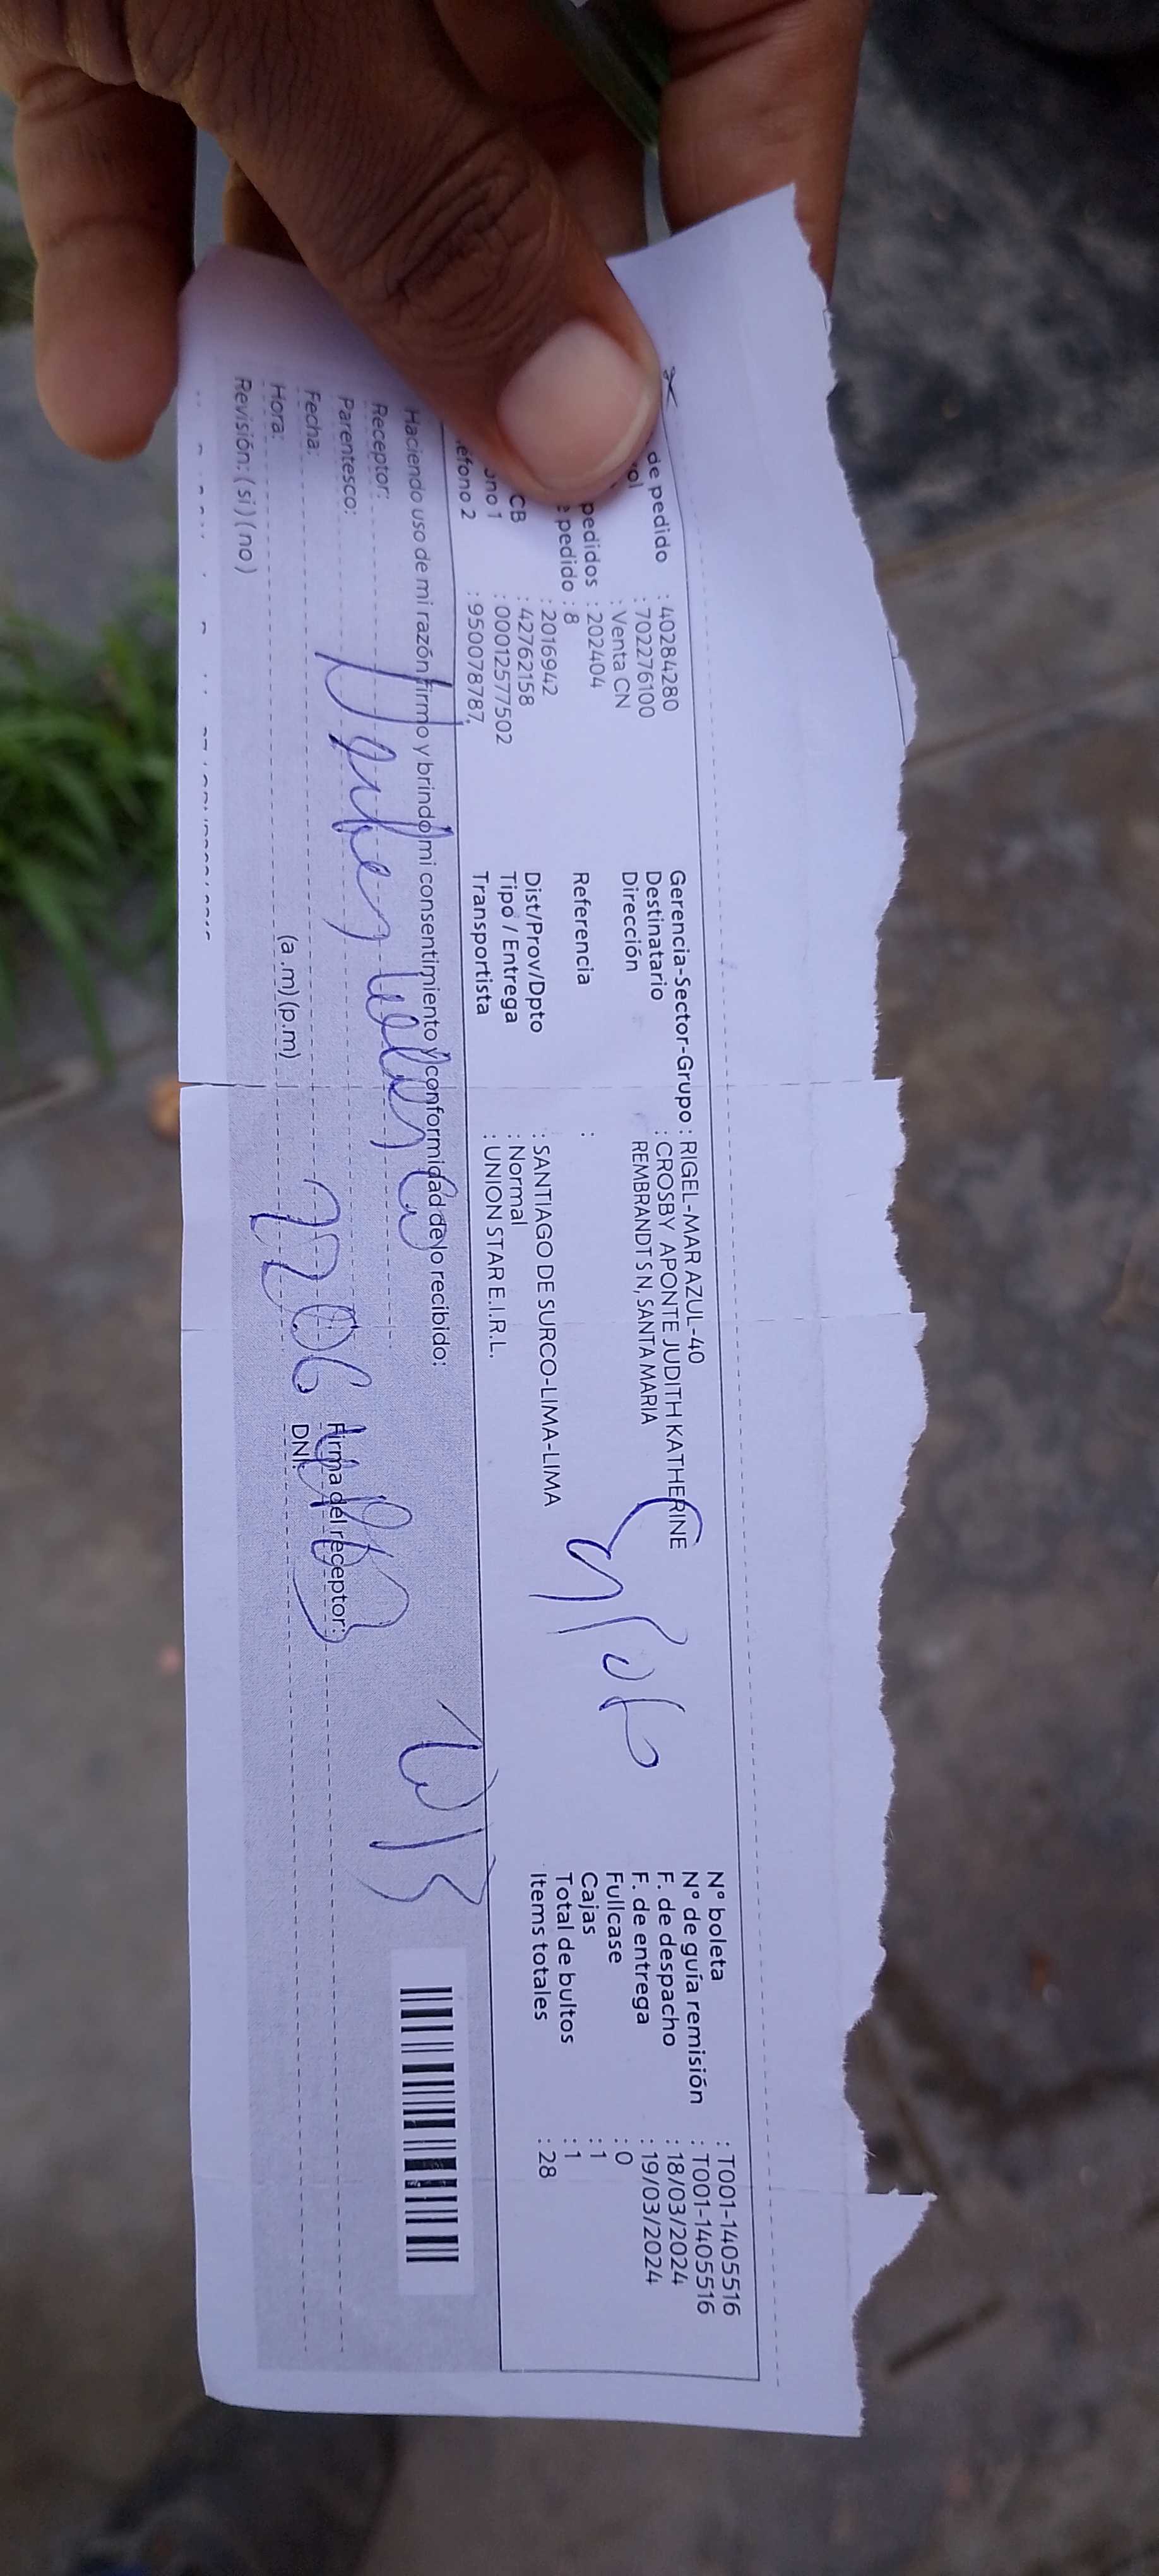 de pedido : 40284280
rol : 702276100
: Venta CN
pedidos : 202404
e pedido : 8
: 2016942
CB : 42762158
ono 1 : 00012577502
éfono 2 : 950078787,
Gerencia-Sector-Grupo : RIGEL-MAR AZUL-40
Destinatario : CROSBY APONTE JUDITH KATHERINE
Dirección REMBRANDT S N, SANTA MARIA
Referencia :
Dist/Prov/Dpto : SANTIAGO DE SURCO-LIMA-LIMA
Tipo / Entrega : Normal
Transportista : UNION STAR E.I.R.L.
N° boleta : T001-1405516
N° de guía remisión : T001-1405516
F. de despacho : 18/03/2024
F. de entrega : 19/03/2024
Fullcase : 0
Cajas : 1
Total de bultos : 1
Items totales : 28
Haciendo uso de mi razón firmo y brindo mi consentimiento y conformidad de lo recibido:
Receptor:
Parentesco:
Fecha:
Hora: (a .m) (p.m)
Revisión: ( si ) ( no )
Firma del receptor:
DNI: